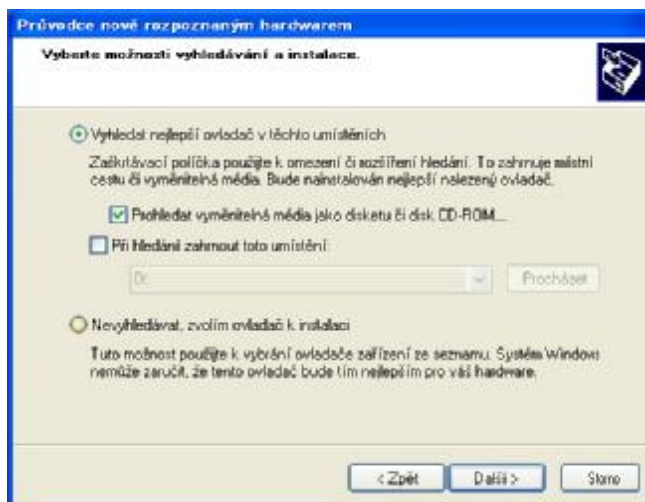 Průvodce nově rozpoznaným hardwarem
Vyberte možnosti vyhledávání a instalace.
Vyhledat nejlepší ovladač v těchto umístěních
Zaškrtávací políčka použijte k omezení či rozšíření hledání. To zahrnuje místní
cestu či vyměnitelná média. Bude nainstalován nejlepší nalezený ovladač.
Prohledat vyměnitelná média jako disketu či disk CD-ROM...
Při hledání zahrnout toto umístění:
D:
Procházet
Nevyhledávat, zvolím ovladač k instalaci
Tuto možnost použijte k vybrání ovladače zařízení ze seznamu. Systém Windows
nemůže zaručit, že tento ovladač bude tím nejlepším pro váš hardware.
< Zpět
Další >
Storno